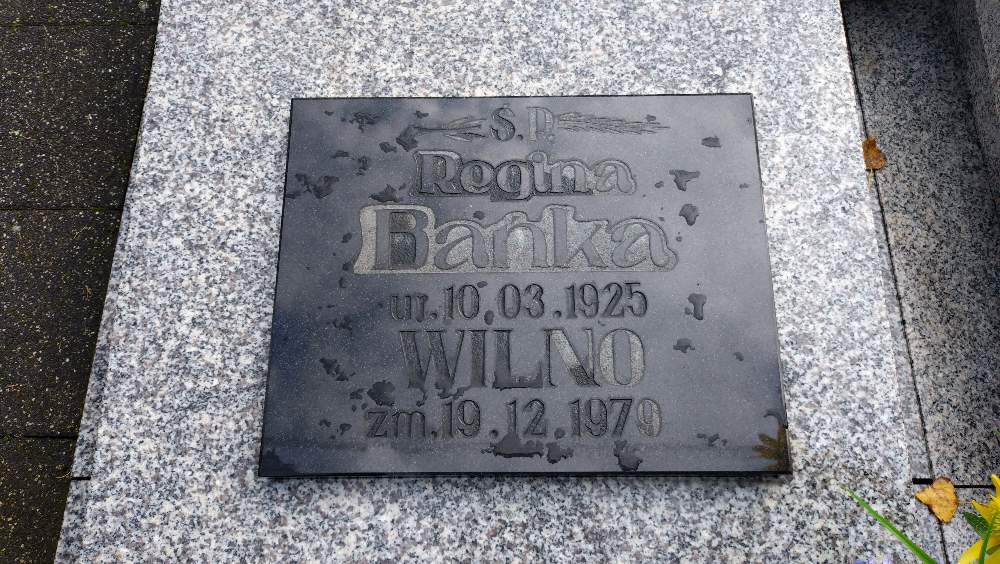 Ś.P.
Regina
Bańka
ur. 10.03.1925
WILNO
zm. 19.12.1979